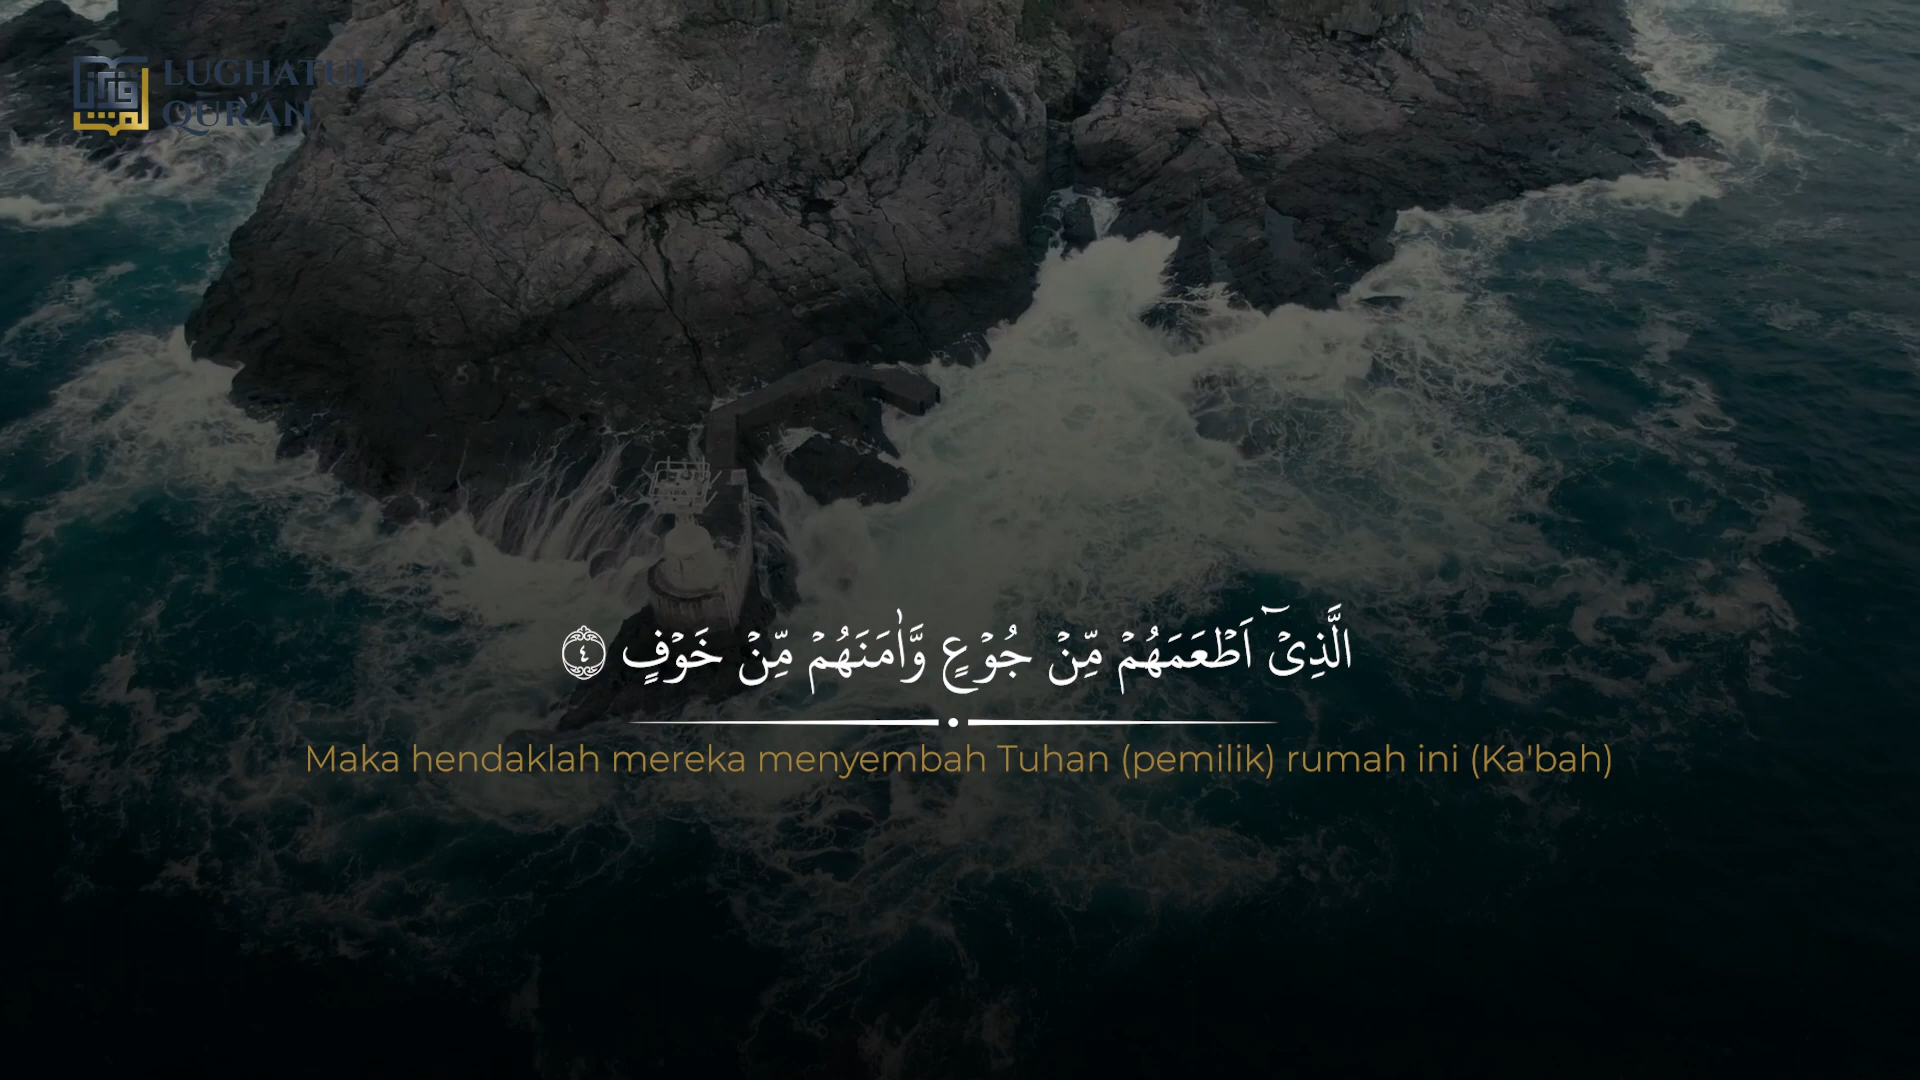 LUGHATUL
QUR'AN
الَّذِىْٓ اَطْعَمَهُمْ مِّنْ جُوْعٍ وَّاٰمَنَهُمْ مِّنْ خَوْفٍ ٤
Maka hendaklah mereka menyembah Tuhan (pemilik) rumah ini (Ka'bah)